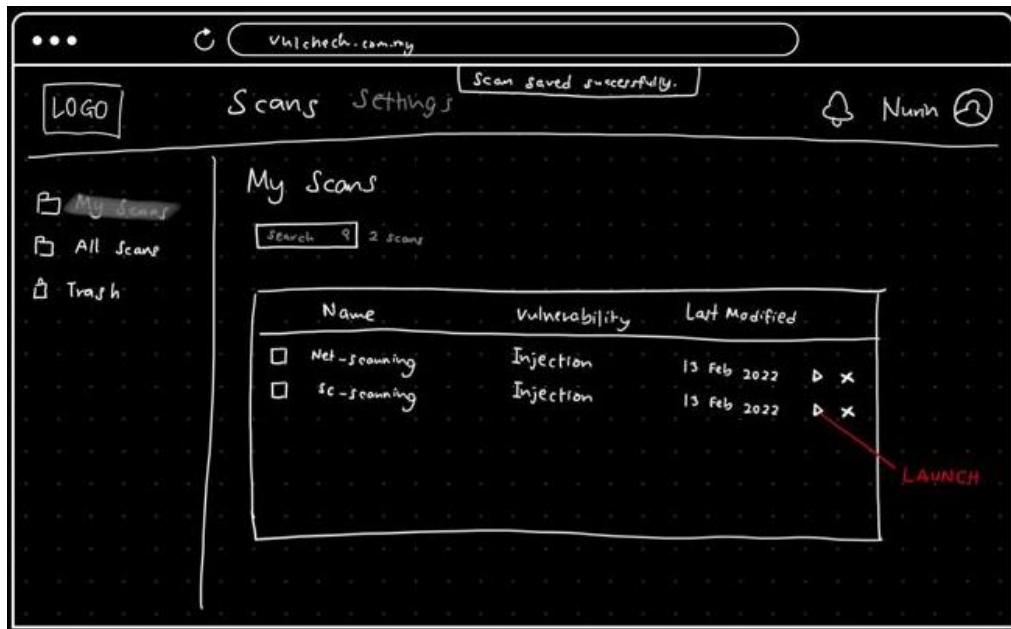 vulcheck.com.my
Scan saved successfully.
LOGO Scans Settings Nurin
My Scans
All Scans
Trash
My Scans
Search 2 scans
Name Vulnerability Last Modified
Net-scanning Injection 13 Feb 2022
sc-scanning Injection 13 Feb 2022
LAUNCH